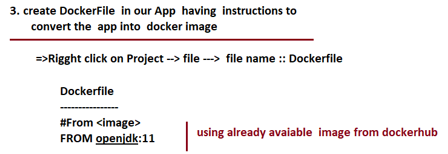 3. create DockerFile in our App having instructions to
convert the app into docker image
=>Rigght click on Project --> file ---> file name :: Dockerfile
Dockerfile
---------------
#From <image>
FROM openjdk:11
using already avaiable image from dockerhub